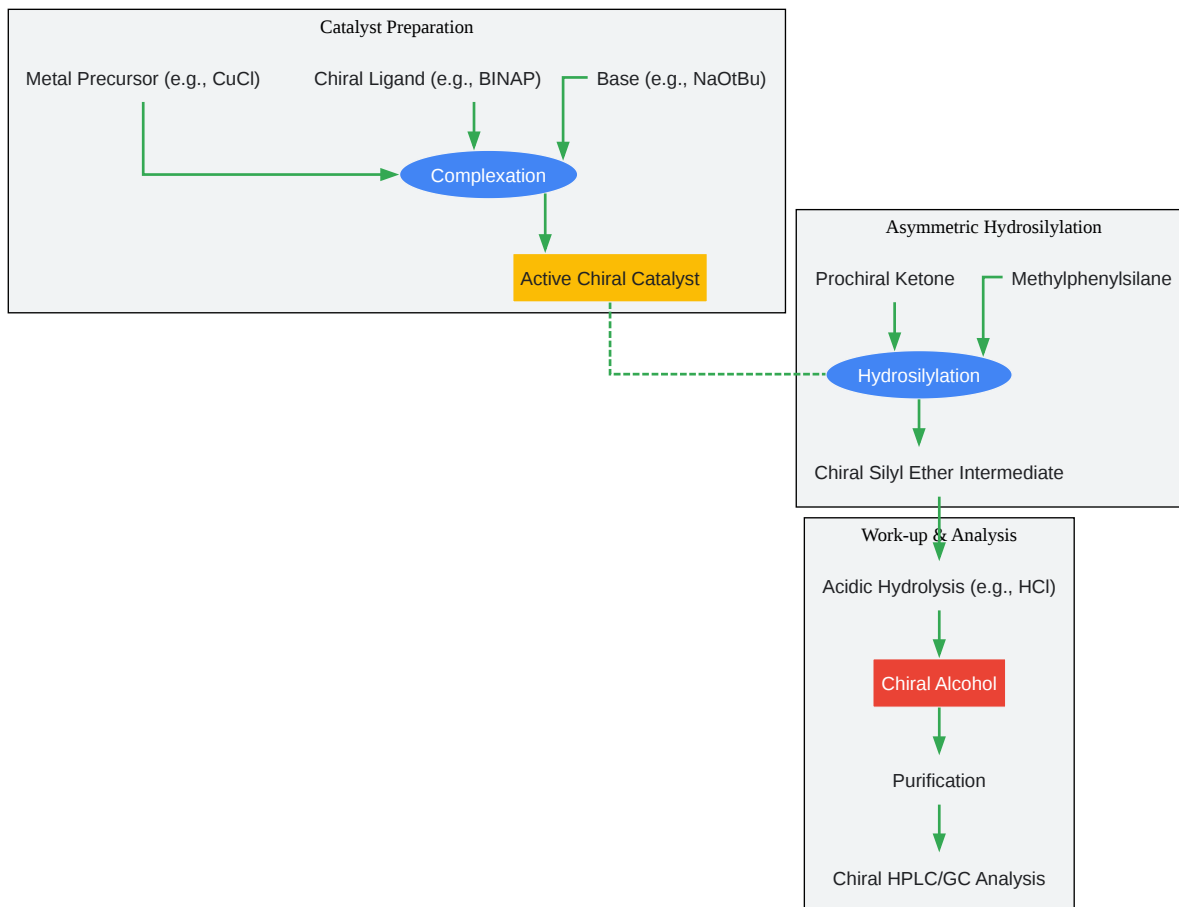 Catalyst Preparation
Metal Precursor (e.g., CuCl)
Chiral Ligand (e.g., BINAP)
Base (e.g., NaOtBu)
Complexation
Active Chiral Catalyst
Asymmetric Hydrosilylation
Prochiral Ketone
Methylphenylsilane
Hydrosilylation
Chiral Silyl Ether Intermediate
Work-up & Analysis
Acidic Hydrolysis (e.g., HCl)
Chiral Alcohol
Purification
Chiral HPLC/GC Analysis